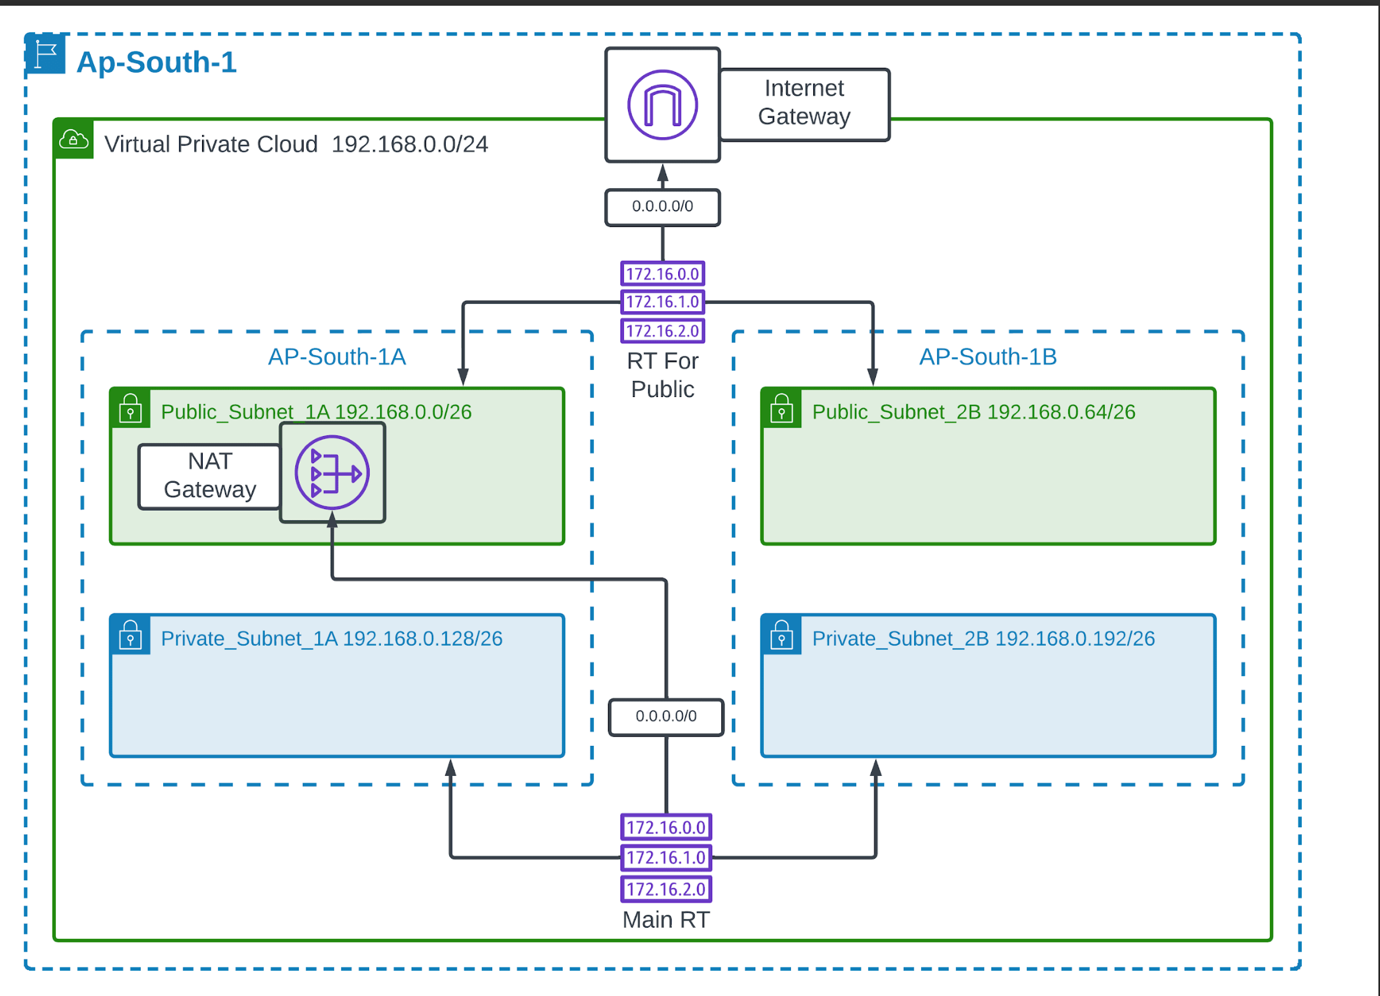 Ap-South-1
Internet
Gateway
Virtual Private Cloud 192.168.0.0/24
0.0.0.0/0
172.16.0.0
172.16.1.0
172.16.2.0
RT For
Public
AP-South-1A
AP-South-1B
Public_Subnet_1A 192.168.0.0/26
Public_Subnet_2B 192.168.0.64/26
NAT
Gateway
Private_Subnet_1A 192.168.0.128/26
Private_Subnet_2B 192.168.0.192/26
0.0.0.0/0
172.16.0.0
172.16.1.0
172.16.2.0
Main RT